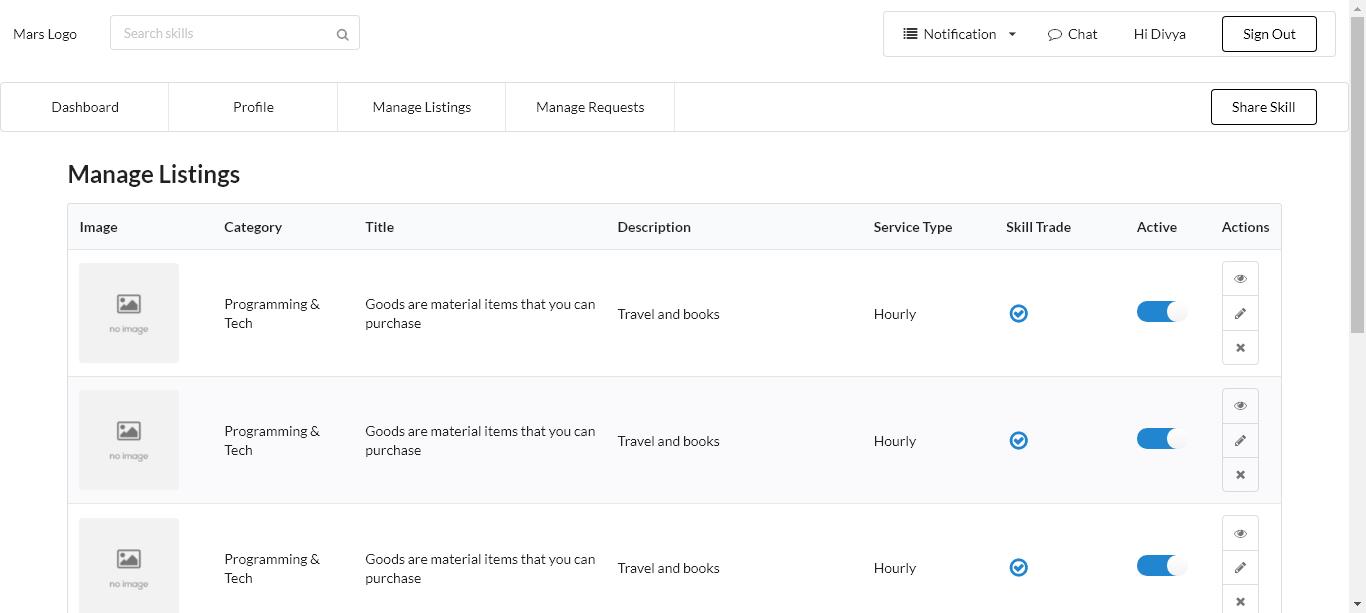 Mars Logo
Search skills
Notification
Chat
Hi Divya
Sign Out
Dashboard
Profile
Manage Listings
Manage Requests
Share Skill
Manage Listings
Image
Category
Title
Description
Service Type
Skill Trade
Active
Actions
no image
Programming &
Tech
Goods are material items that you can
purchase
Travel and books
Hourly
no image
Programming &
Tech
Goods are material items that you can
purchase
Travel and books
Hourly
no image
Programming &
Tech
Goods are material items that you can
purchase
Travel and books
Hourly